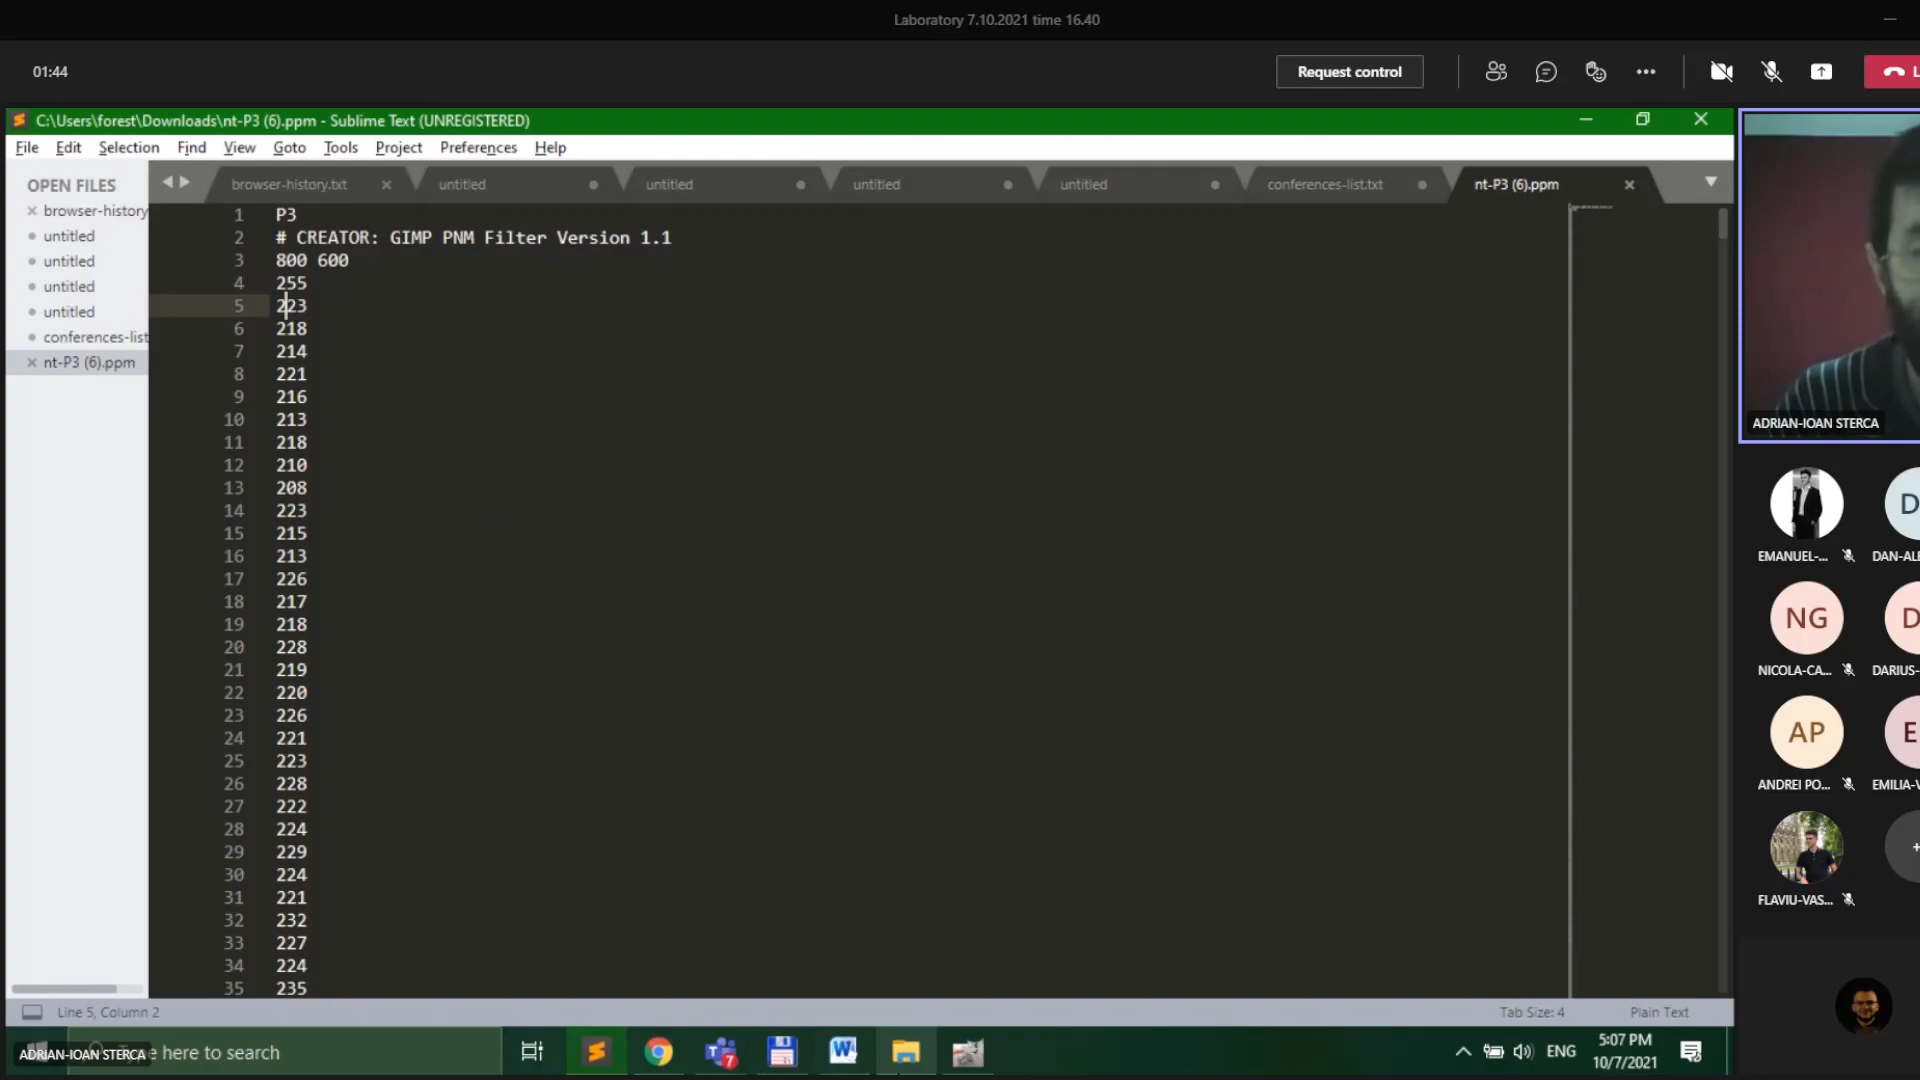 Laboratory 7.10.2021 time 16.40
01:44
Request control
C:\Users\forest\Downloads\nt-P3 (6).ppm - Sublime Text (UNREGISTERED)
File Edit Selection Find View Goto Tools Project Preferences Help
OPEN FILES
browser-history
untitled
untitled
untitled
untitled
conferences-list
nt-P3 (6).ppm
browser-history.txt
untitled
untitled
untitled
untitled
conferences-list.txt
nt-P3 (6).ppm
1 P3
2 # CREATOR: GIMP PNM Filter Version 1.1
3 800 600
4 255
5 223
6 218
7 214
8 221
9 216
10 213
11 218
12 210
13 208
14 223
15 215
16 213
17 226
18 217
19 218
20 228
21 219
22 220
23 226
24 221
25 223
26 228
27 222
28 224
29 229
30 224
31 221
32 232
33 227
34 224
35 235
Line 5, Column 2
Tab Size: 4
Plain Text
ADRIAN-IOAN STERCA
EMANUEL-...
DAN-ALE
NG
D
NICOLA-CA...
DARIUS-
AP
E
ANDREI PO...
EMILIA-V
FLAVIU-VAS...
ADRIAN-IOAN STERCA
here to search
7
ENG
5:07 PM
10/7/2021